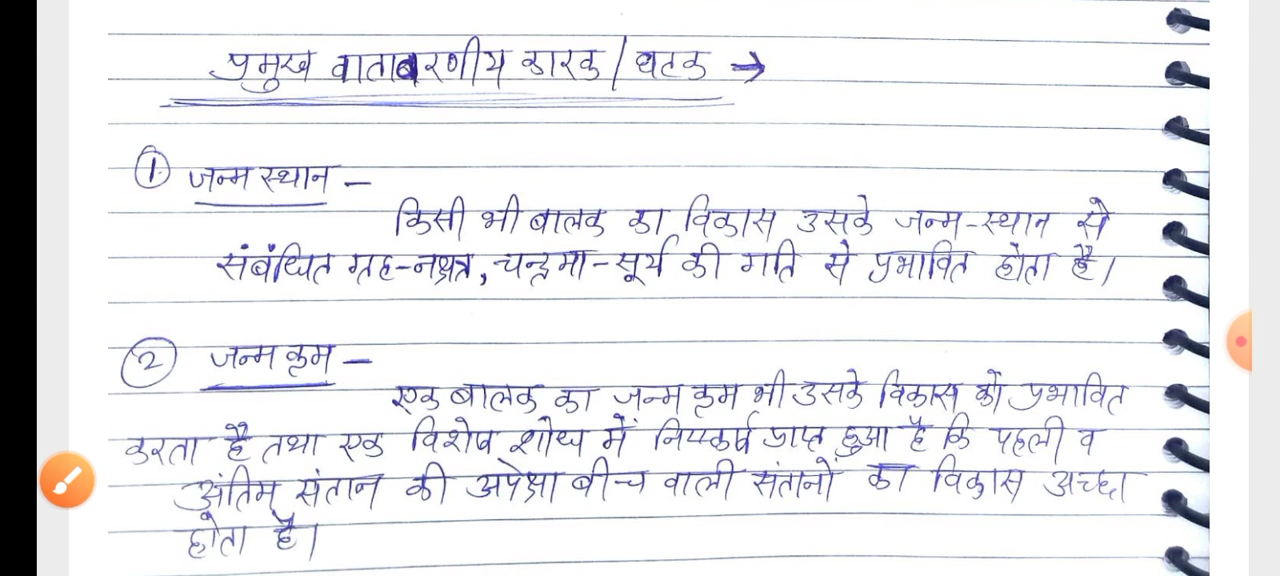 प्रमुख वातावरणीय कारक / घटक →
① जन्म स्थान –
किसी भी बालक का विकास उसके जन्म-स्थान से
संबंधित ग्रह-नक्षत्र, चन्द्रमा-सूर्य की गति से प्रभावित होता है।
② जन्म क्रम –
एक बालक का जन्म क्रम भी उसके विकास को प्रभावित
करता है तथा एक विशेष शोध में निष्कर्ष प्राप्त हुआ है कि पहली व
अंतिम संतान की अपेक्षा बीच वाली संतानों का विकास अच्छा
होता है।